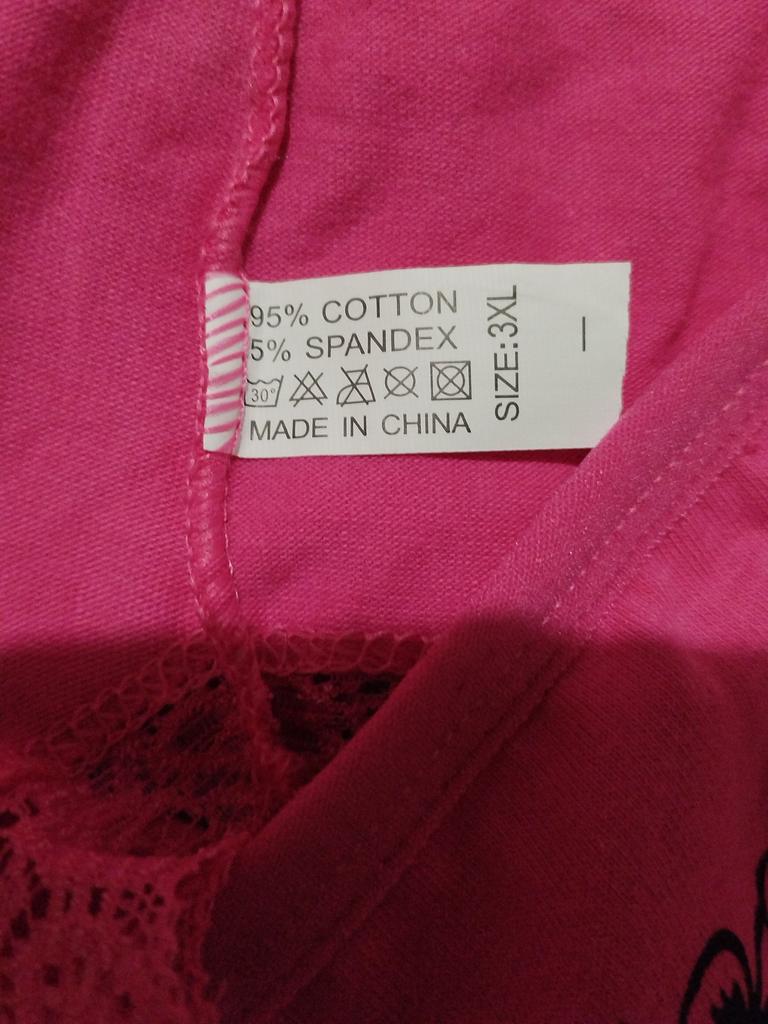 95% COTTON
5% SPANDEX
30°
MADE IN CHINA
SIZE:3XL